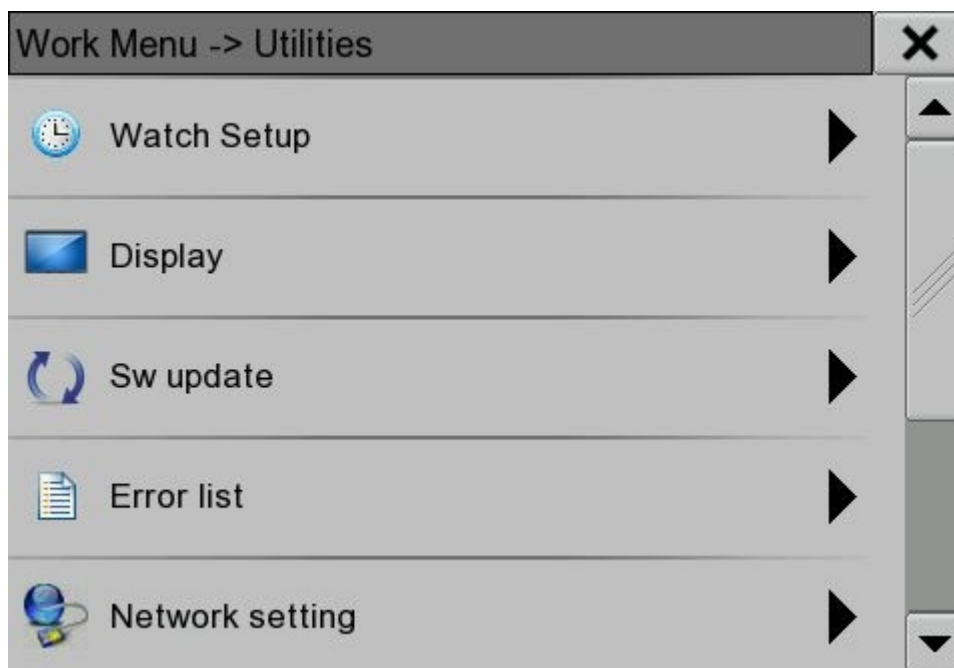 Work Menu -> Utilities
Watch Setup
Display
Sw update
Error list
Network setting